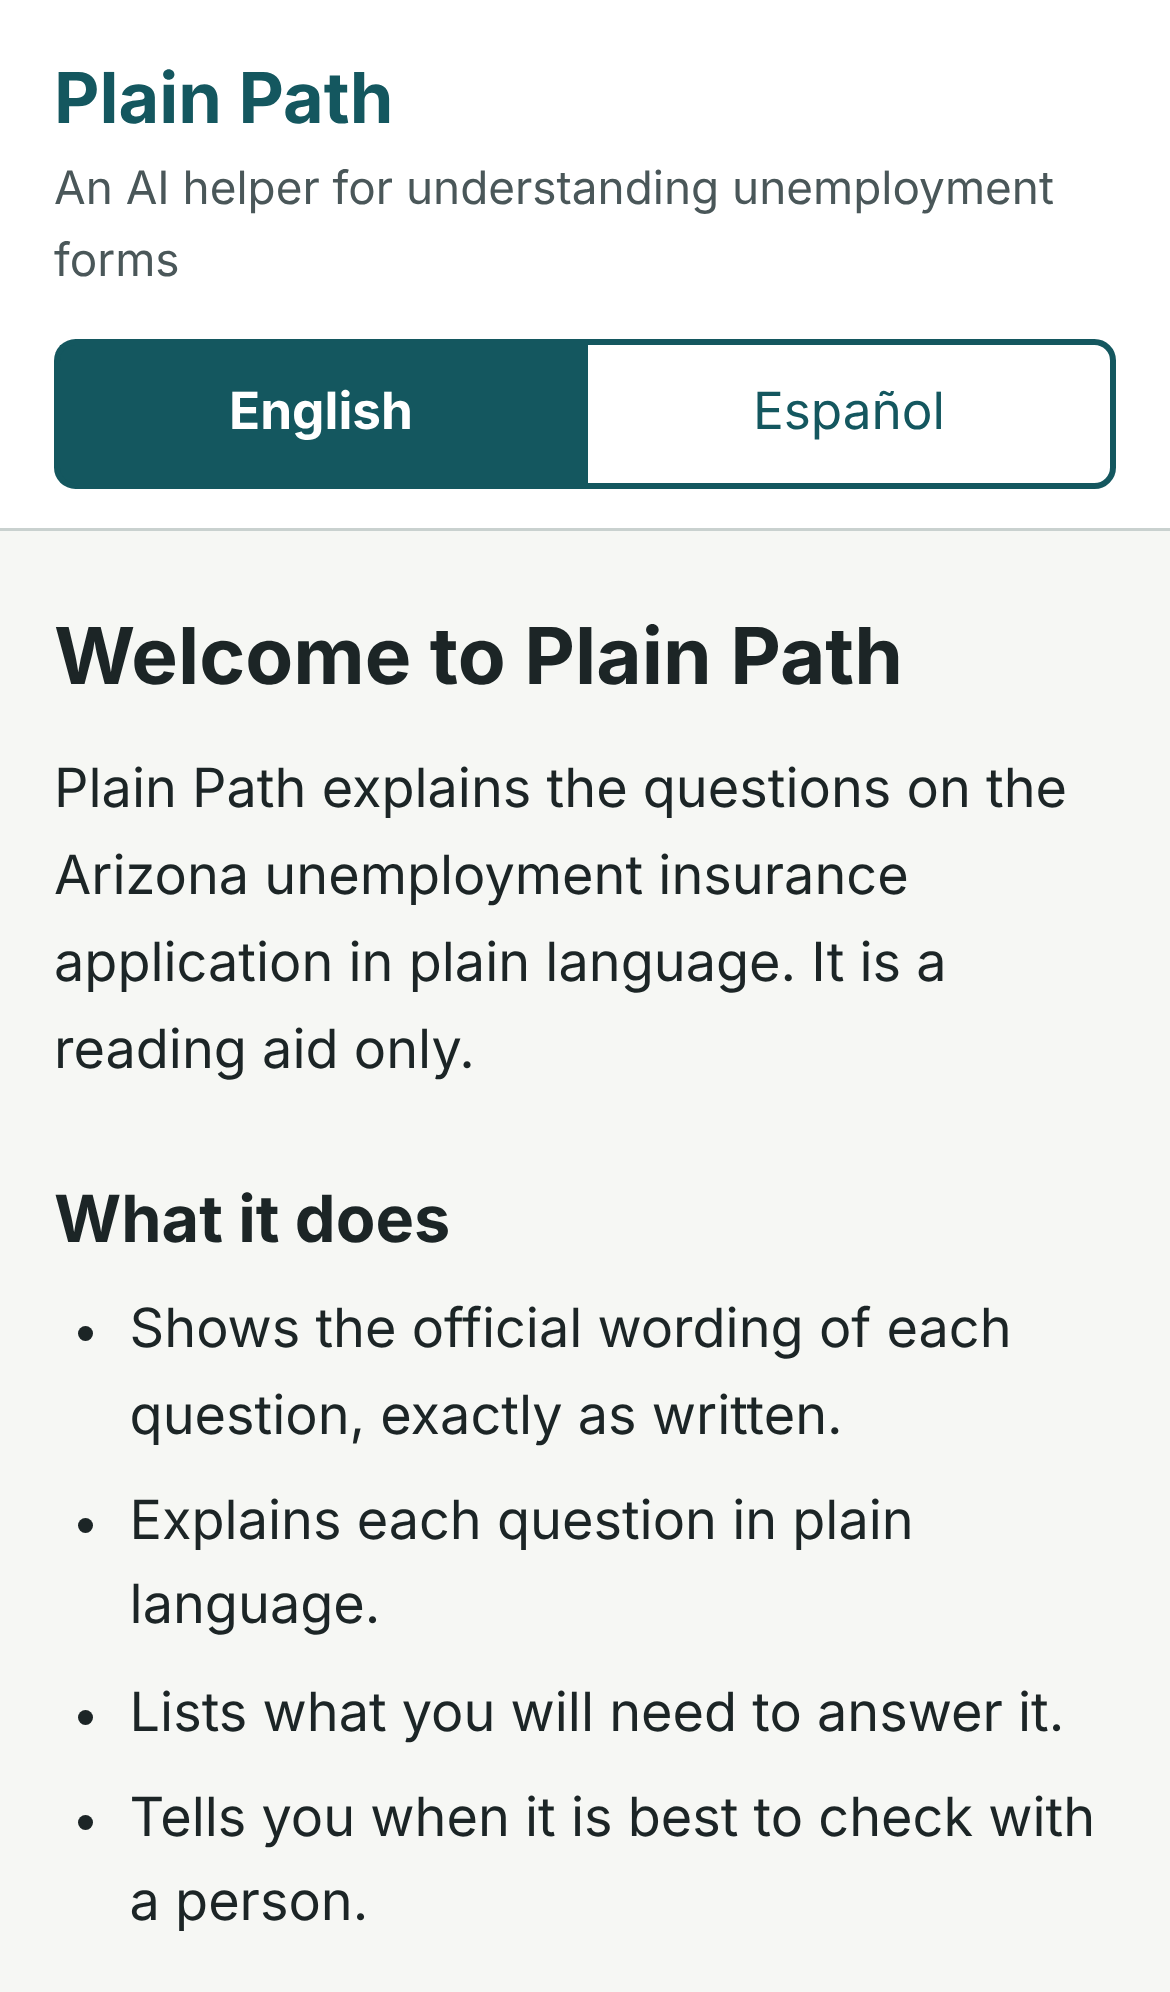 Plain Path
An AI helper for understanding unemployment
forms
English
Español
Welcome to Plain Path
Plain Path explains the questions on the
Arizona unemployment insurance
application in plain language. It is a
reading aid only.
What it does
• Shows the official wording of each
question, exactly as written.
• Explains each question in plain
language.
• Lists what you will need to answer it.
• Tells you when it is best to check with
a person.